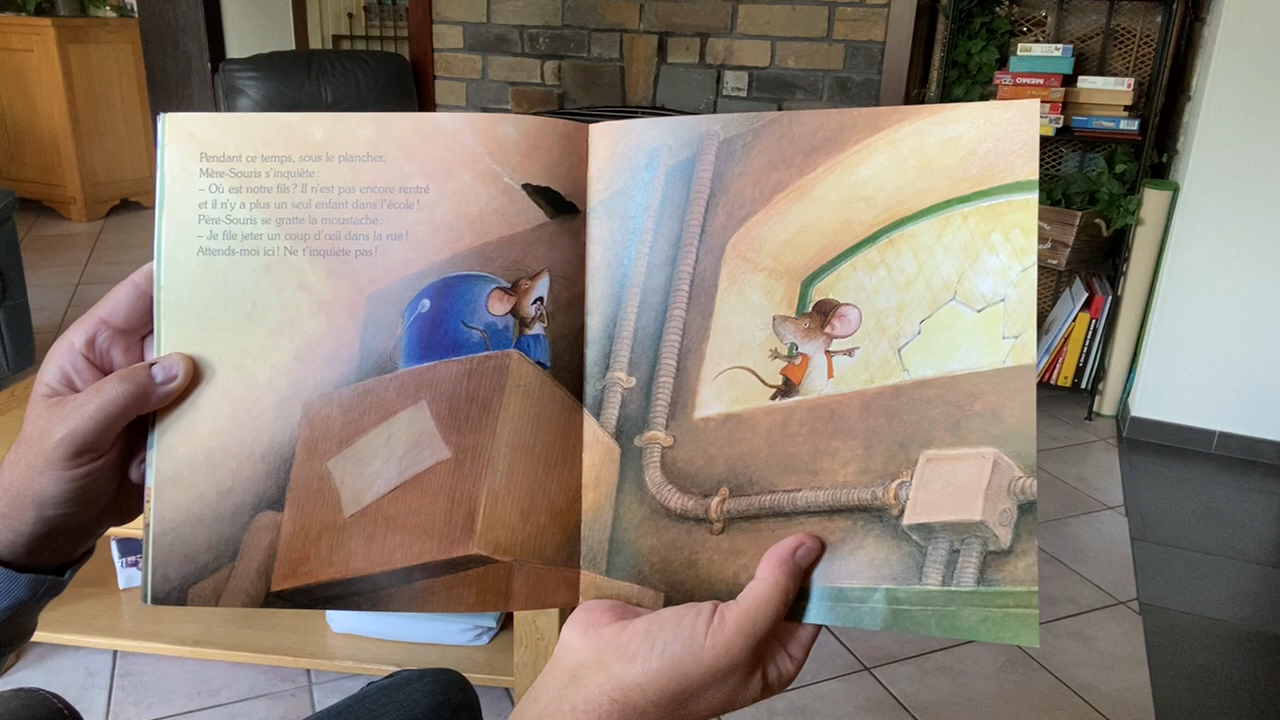 Pendant ce temps, sous le plancher,
Mère-Souris s'inquiète :
– Où est notre fils ? Il n'est pas encore rentré
et il n'y a plus un seul enfant dans l'école !
Père-Souris se gratte la moustache :
– Je file jeter un coup d'œil dans la rue !
Attends-moi ici ! Ne t'inquiète pas !
MEMO